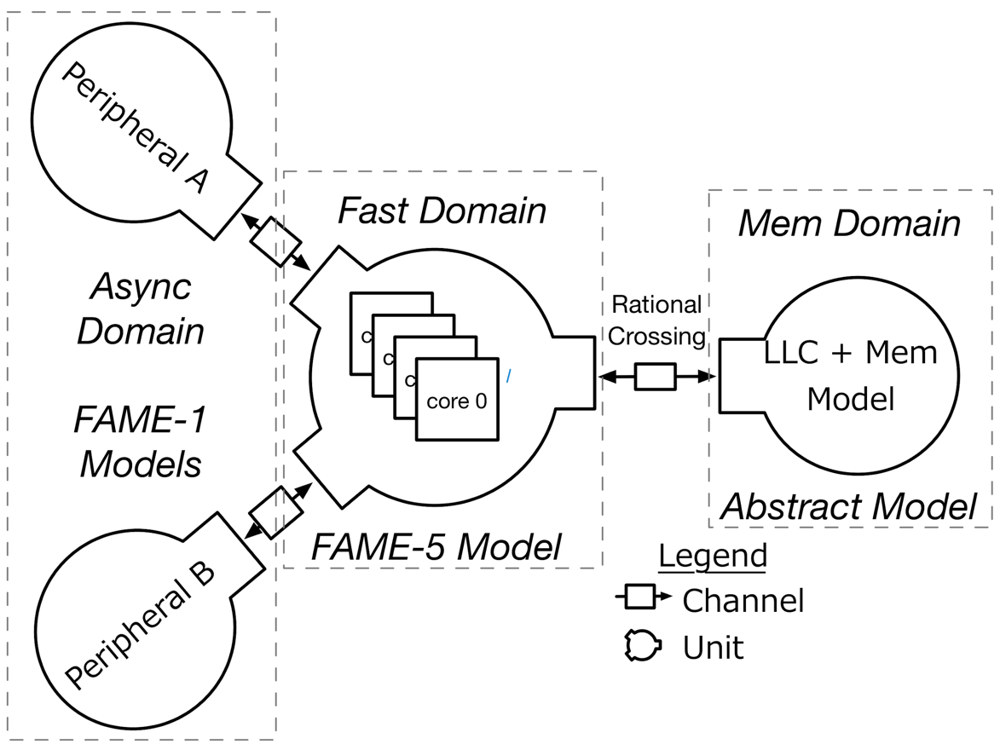 Peripheral A
Async
Domain
FAME-1
Models
Peripheral B
Fast Domain
c
c
c
core 0
/
FAME-5 Model
Rational
Crossing
Mem Domain
LLC + Mem
Model
Abstract Model
Legend
Channel
Unit